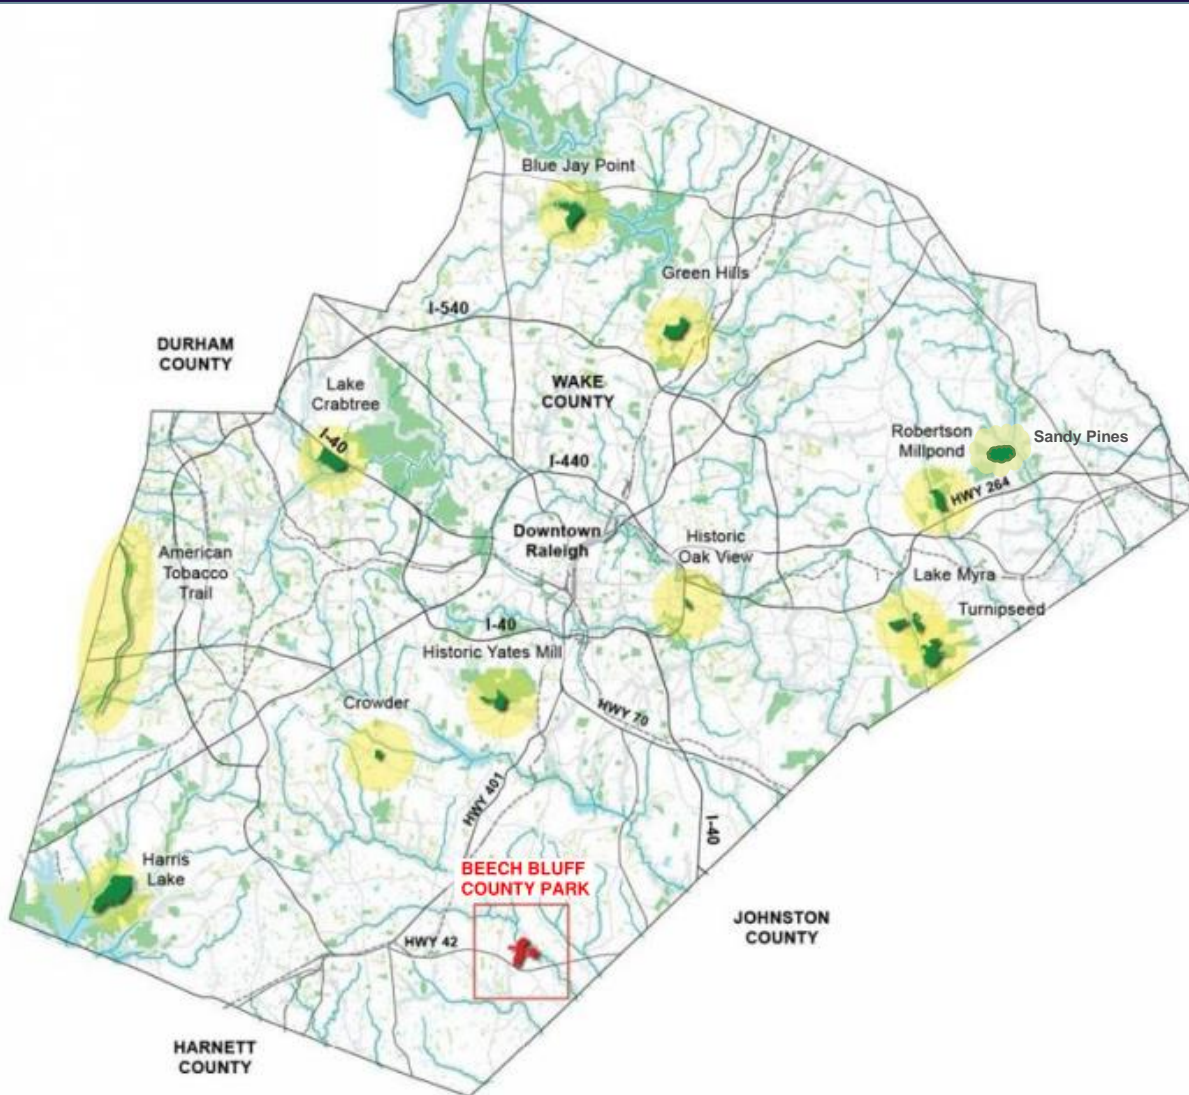 Blue Jay Point
Green Hills
I-540
DURHAM
COUNTY
Lake
Crabtree
WAKE
COUNTY
I-40
I-440
Robertson
Millpond
Sandy Pines
HWY 264
Downtown
Raleigh
Historic
Oak View
American
Tobacco
Trail
Lake Myra
Turnipseed
I-40
Historic Yates Mill
Crowder
HWY 70
HWY 401
I-40
Harris
Lake
BEECH BLUFF
COUNTY PARK
JOHNSTON
COUNTY
HWY 42
HARNETT
COUNTY